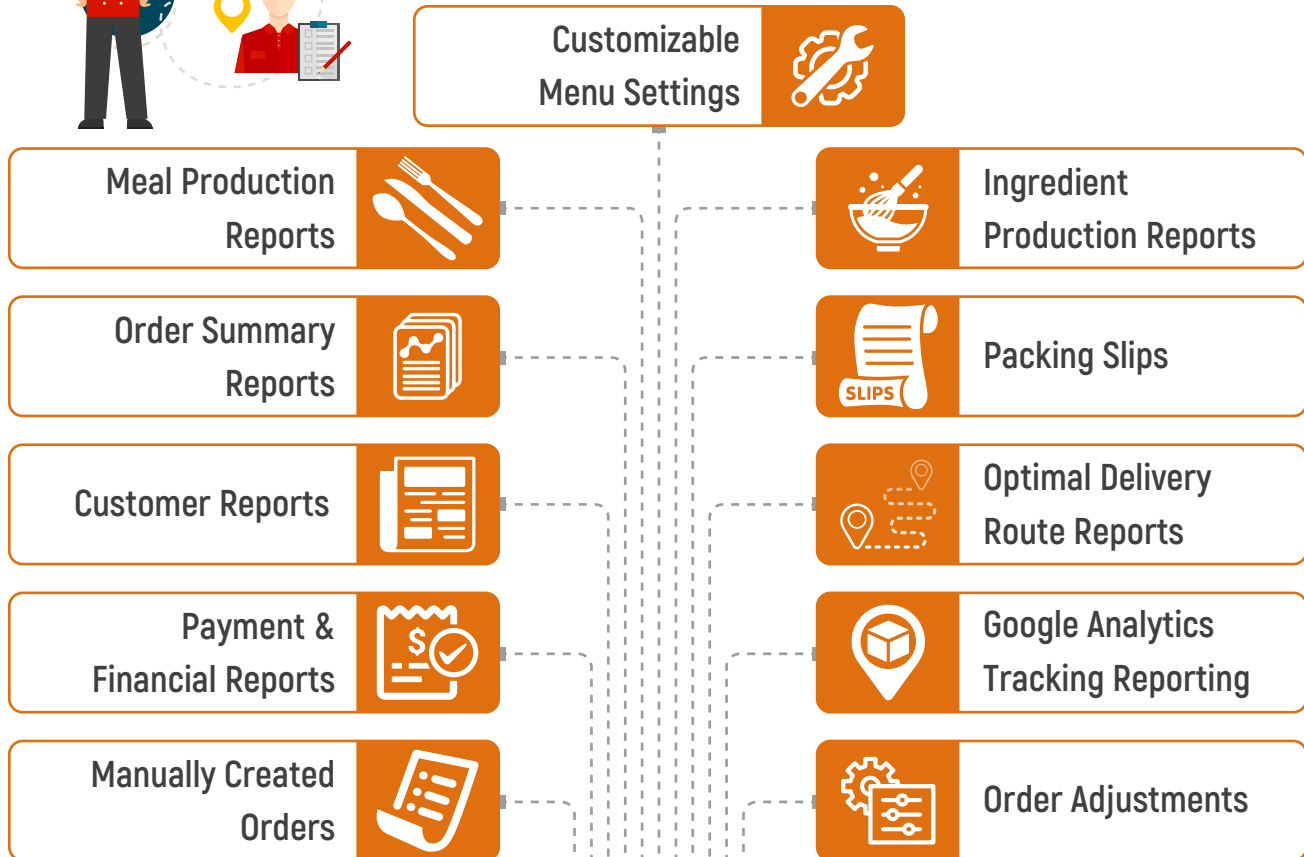 Customizable
Menu Settings
Meal Production
Reports
Ingredient
Production Reports
Order Summary
Reports
SLIPS
Packing Slips
Customer Reports
Optimal Delivery
Route Reports
Payment &
Financial Reports
$
Google Analytics
Tracking Reporting
Manually Created
Orders
Order Adjustments